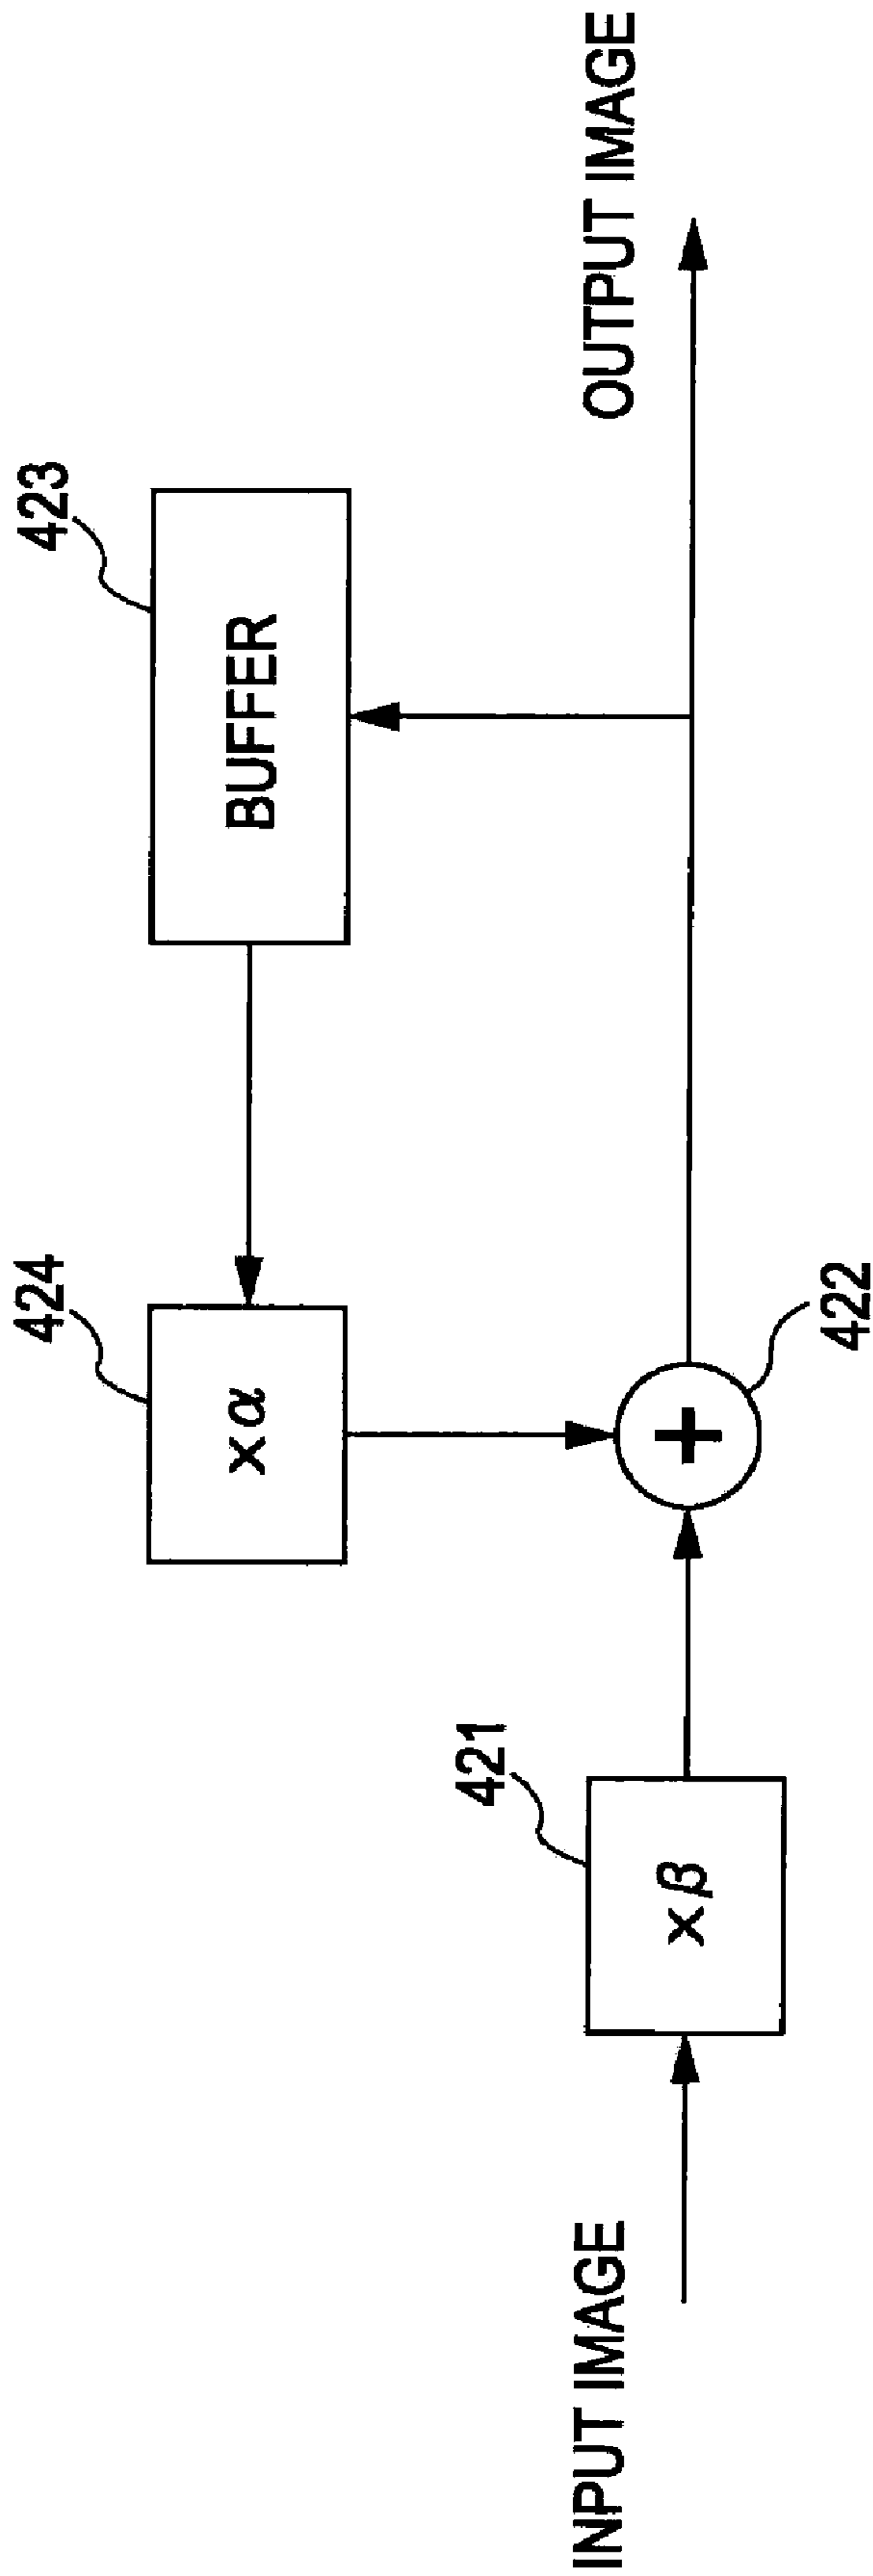 423
BUFFER
424
×α
OUTPUT IMAGE
INPUT IMAGE
421
×β
+
422